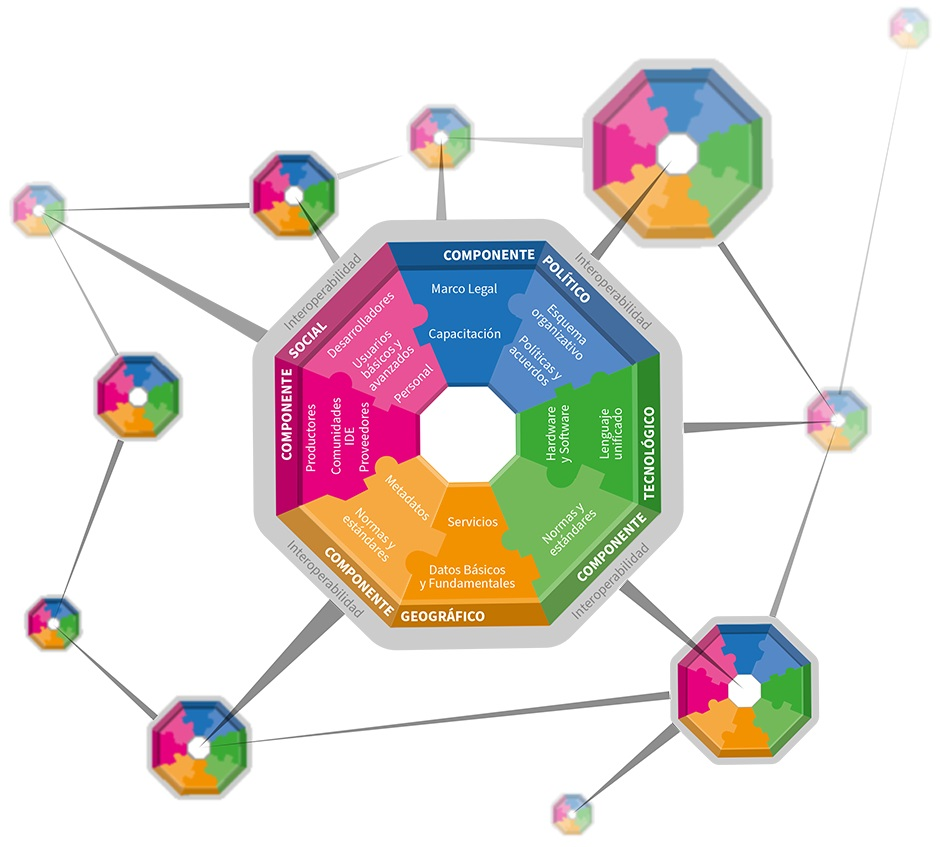 COMPONENTE
POLÍTICO
Marco Legal
Capacitación
Esquema
organizativo
Políticas y
acuerdos
Interoperabilidad
TECNOLÓGICO
COMPONENTE
Hardware
y Software
Lenguaje
unificado
Normas y
estándares
Interoperabilidad
COMPONENTE
GEOGRÁFICO
Metadatos
Normas y
estándares
Servicios
Datos Básicos
y Fundamentales
Interoperabilidad
COMPONENTE
SOCIAL
Productores
Comunidades
IDE
Proveedores
Desarrolladores
Usuarios
básicos y
avanzados
Personal
Interoperabilidad